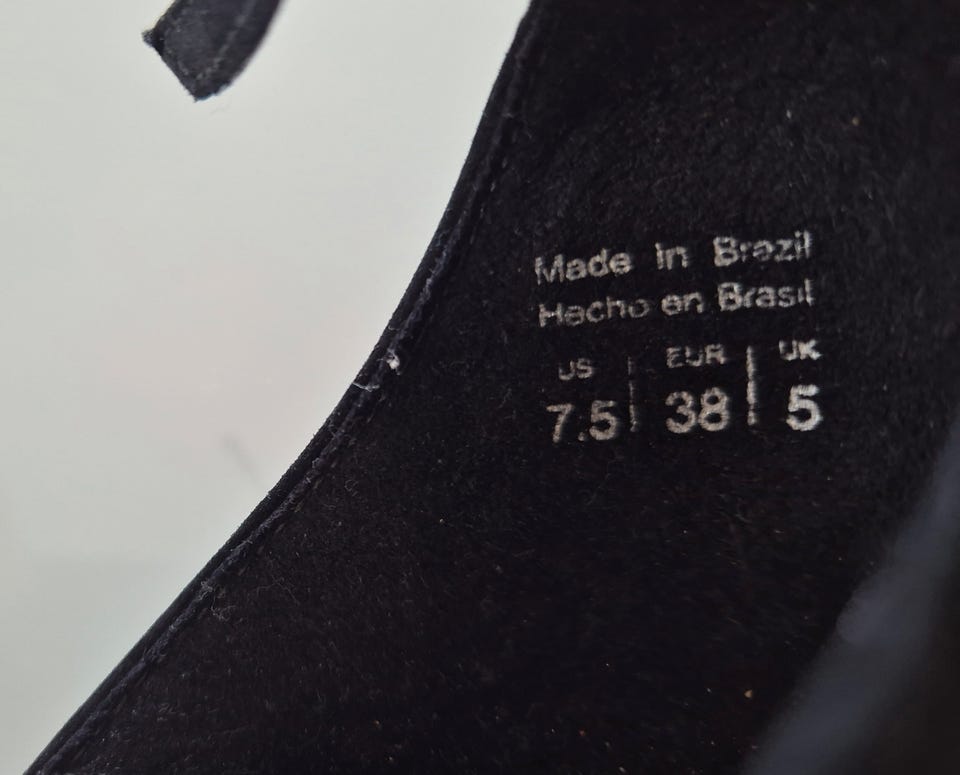 Made in Brazil
Hecho en Brasil
US | EUR | UK
7.5 | 38 | 5